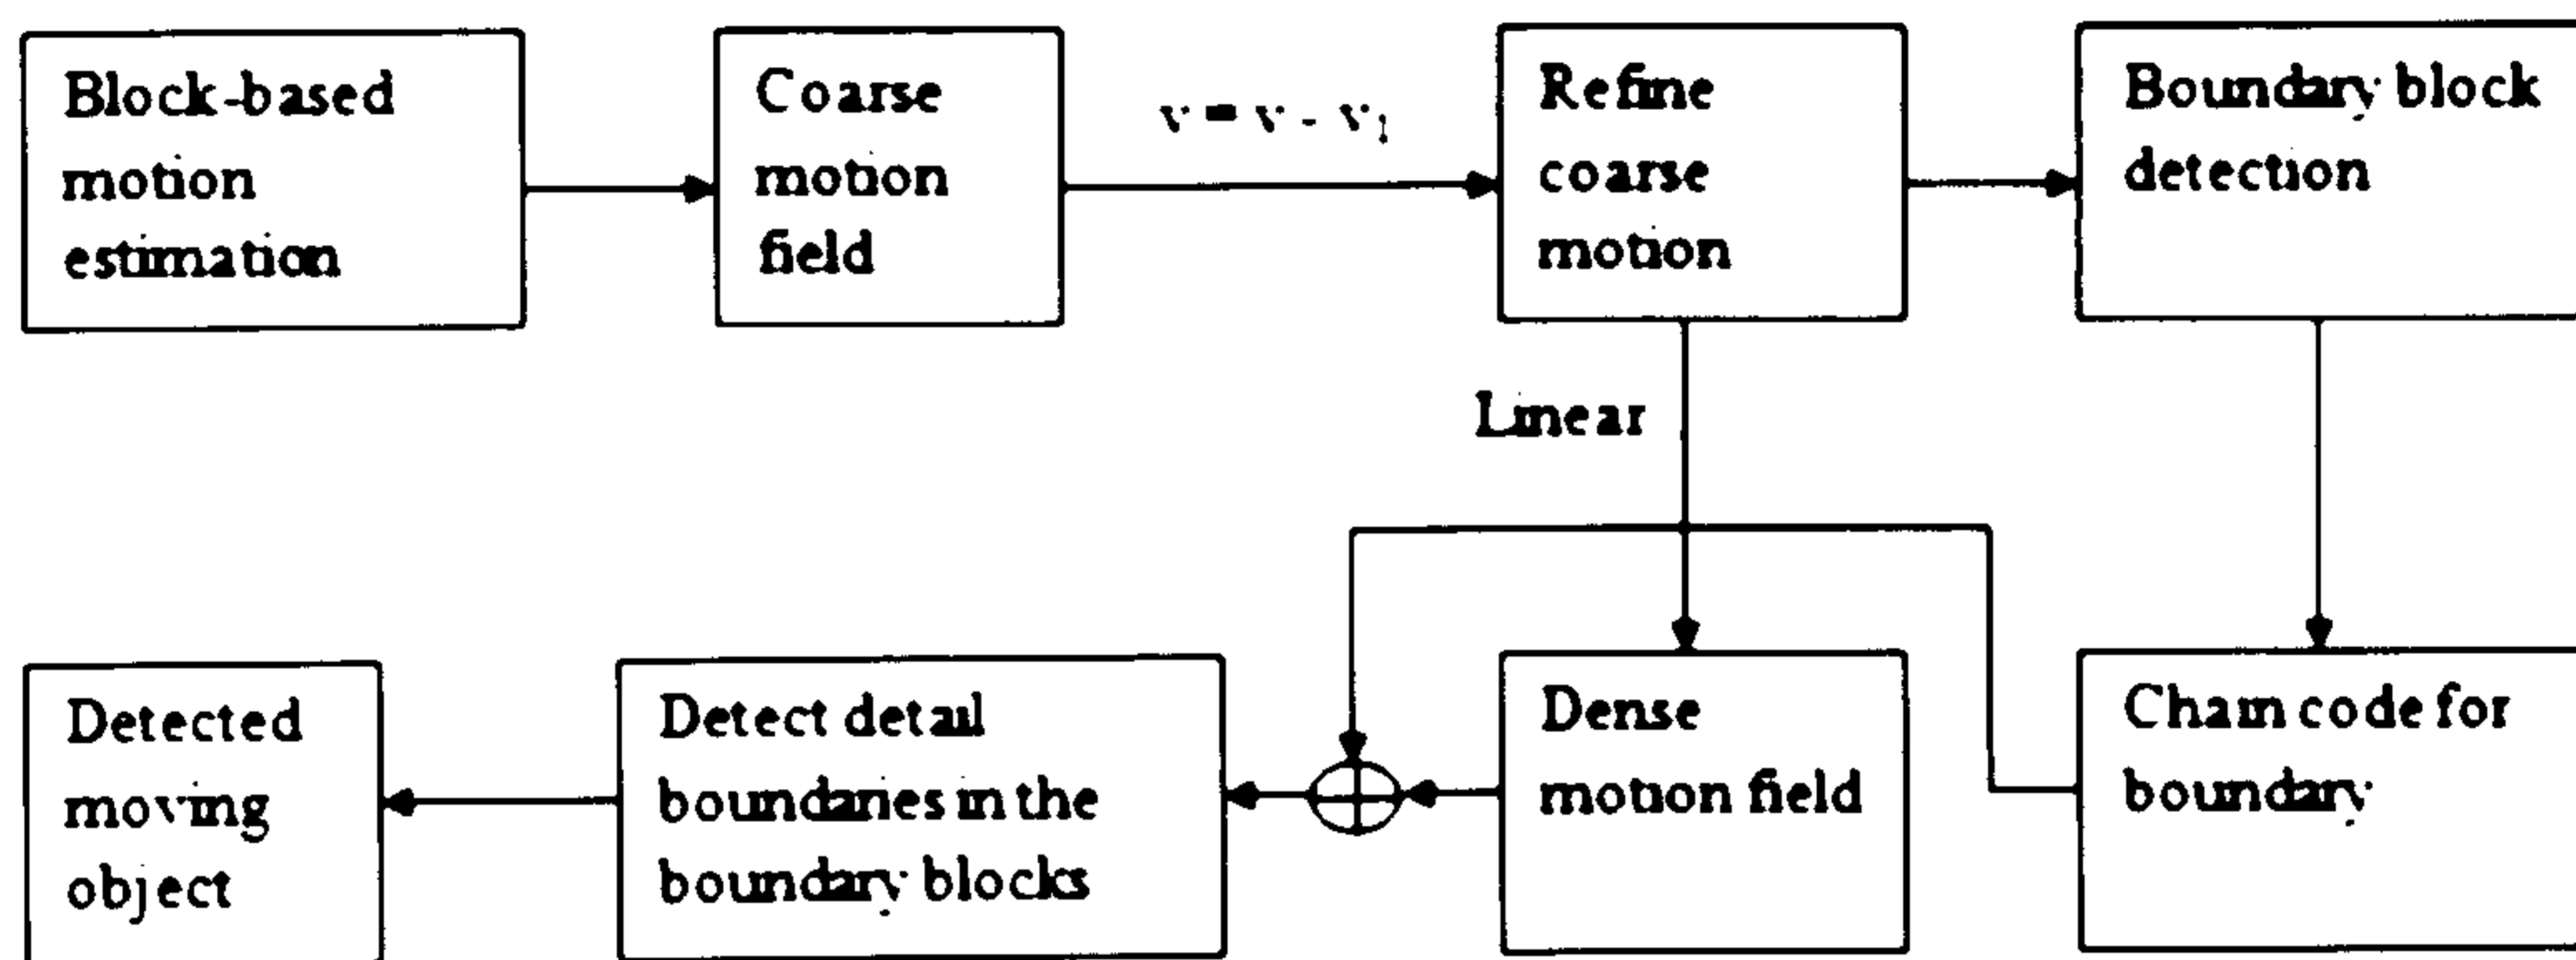 Block-based
motion
estimation
Coarse
motion
field
v = v - v
Refine
coarse
motion
Boundary block
detection
Linear
Detected
moving
object
Detect detail
boundaries in the
boundary blocks
Dense
motion field
Chain code for
boundary